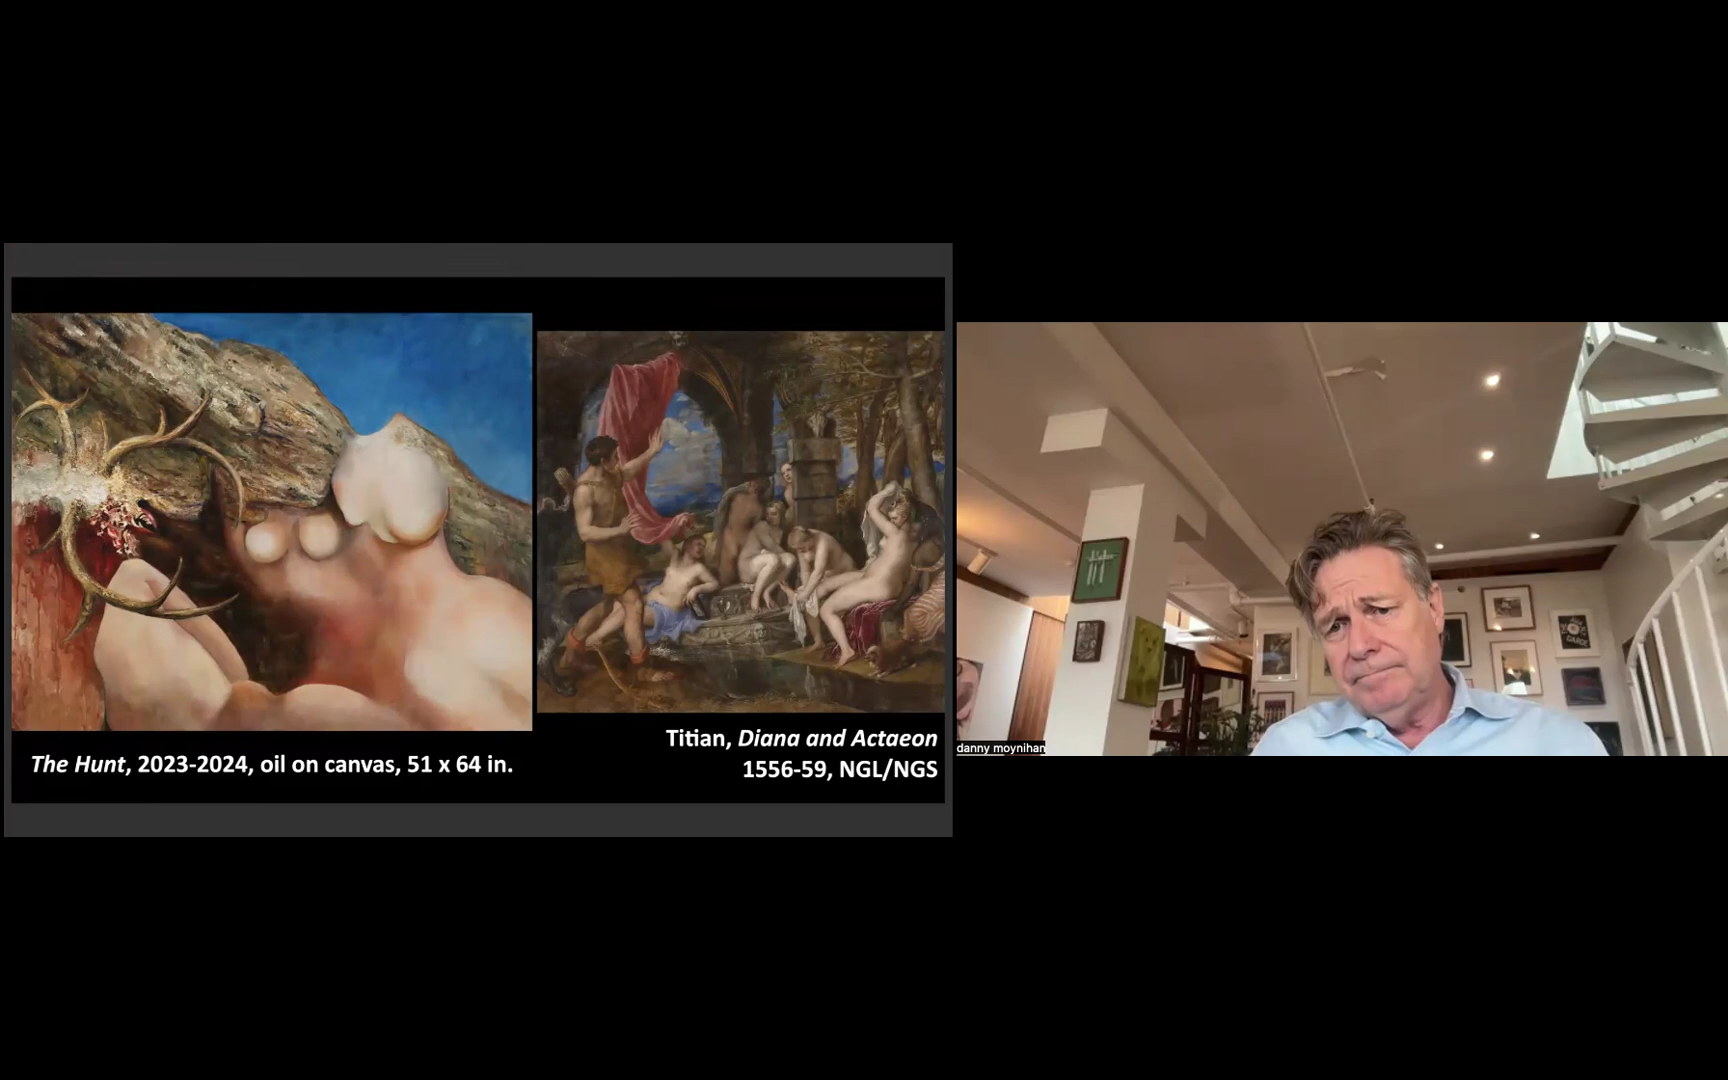 The Hunt, 2023-2024, oil on canvas, 51 x 64 in.
Titian, Diana and Actaeon
1556-59, NGL/NGS
danny moynihan